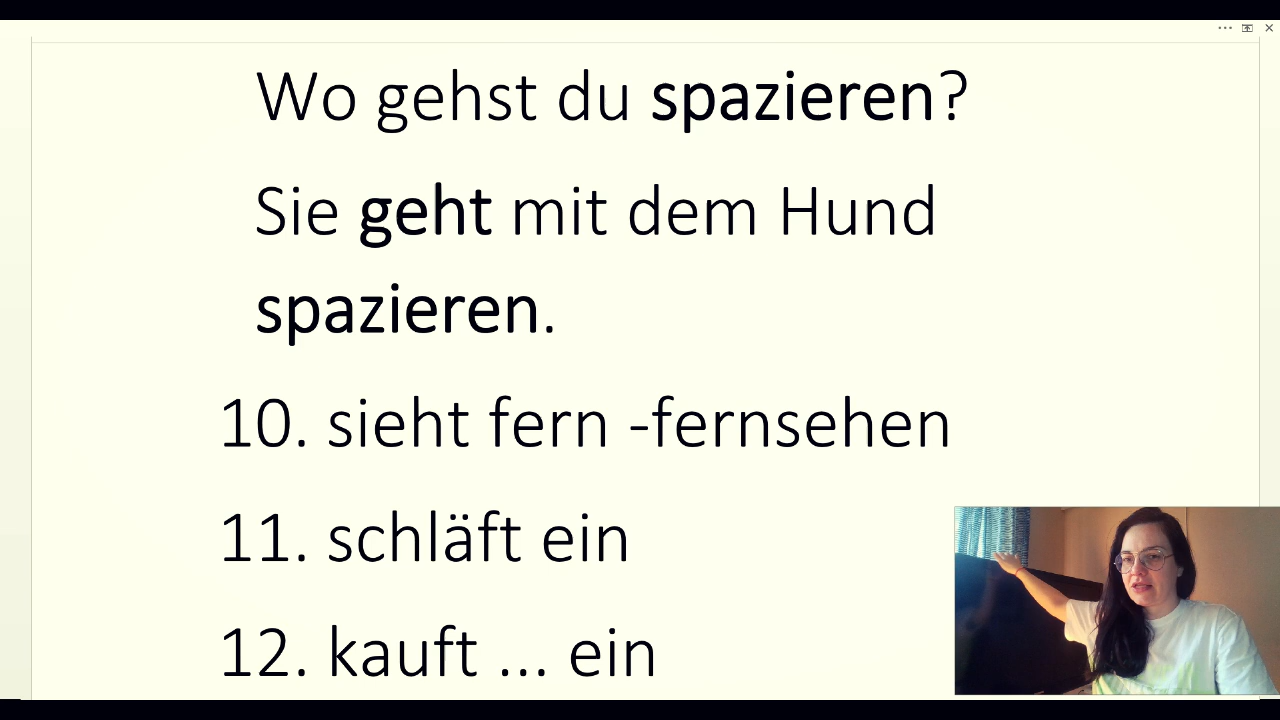 Wo gehst du spazieren?
Sie geht mit dem Hund
spazieren.
10. sieht fern -fernsehen
11. schläft ein
12. kauft ... ein